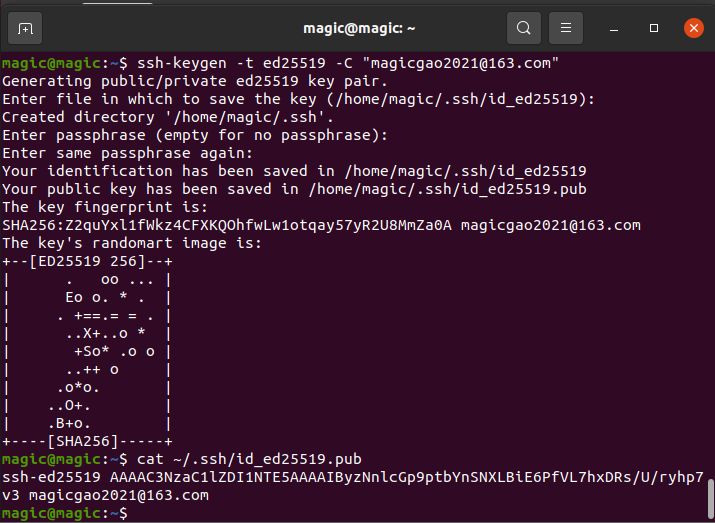 magic@magic: ~
magic@magic:~$ ssh-keygen -t ed25519 -C "magicgao2021@163.com"
Generating public/private ed25519 key pair.
Enter file in which to save the key (/home/magic/.ssh/id_ed25519):
Created directory '/home/magic/.ssh'.
Enter passphrase (empty for no passphrase):
Enter same passphrase again:
Your identification has been saved in /home/magic/.ssh/id_ed25519
Your public key has been saved in /home/magic/.ssh/id_ed25519.pub
The key fingerprint is:
SHA256:Z2quYxl1fWkz4CFXKQOhfwLw1otqay57yR2U8MmZa0A magicgao2021@163.com
The key's randomart image is:
+--[ED25519 256]--+
|      .   oo ... |
|      Eo o. * .  |
|     . +==.= = . |
|      ..X+..o *  |
|       +So* .o o |
|      ..++ o     |
|     .o*o.       |
|    ..O+.        |
|    .B+o.        |
+----[SHA256]-----+
magic@magic:~$ cat ~/.ssh/id_ed25519.pub
ssh-ed25519 AAAAC3NzaC1lZDI1NTE5AAAAIByzNnlcGp9ptbYnSNXLBiE6PfVL7hxDRs/U/ryhp7
v3 magicgao2021@163.com
magic@magic:~$